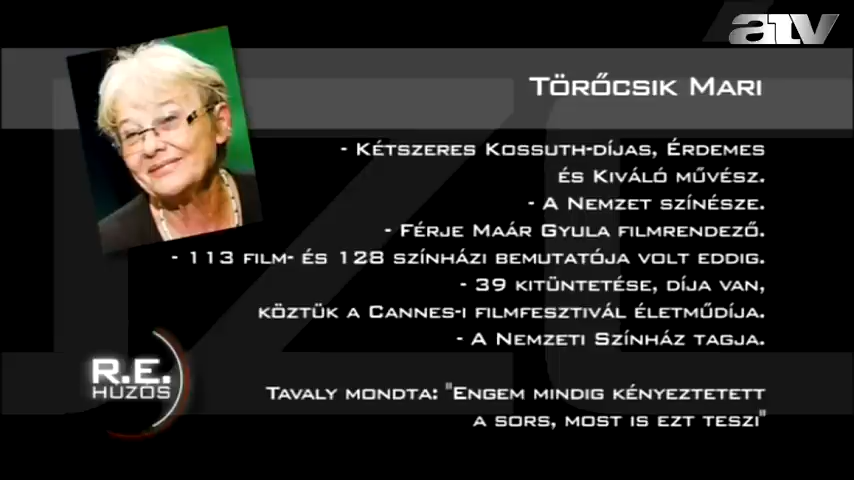 atv
Törőcsik Mari
- Kétszeres Kossuth-díjas, Érdemes
és Kiváló művész.
- A Nemzet színésze.
- Férje Maár Gyula filmrendező.
- 113 film- és 128 színházi bemutatója volt eddig.
- 39 kitüntetése, díja van,
köztük a Cannes-i filmfesztivál életműdíja.
- A Nemzeti Színház tagja.
R.E.
HUZÓS
Tavaly mondta: "Engem mindig kényeztetett
a sors, most is ezt teszi"